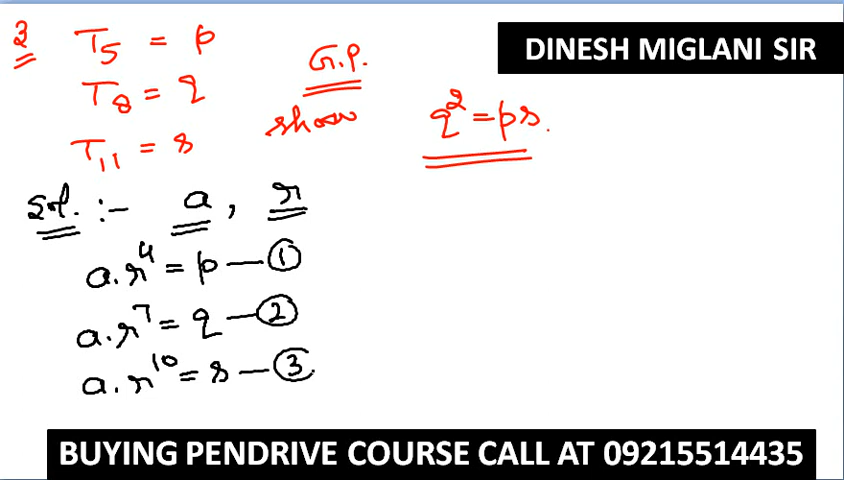 3 T₅ = p
DINESH MIGLANI SIR
G.P.
T₈ = q
show q² = ps.
T₁₁ = s
Sol. :- a, r
a.r⁴ = p — ①
a.r⁷ = q — ②
a.r¹⁰ = s — ③
BUYING PENDRIVE COURSE CALL AT 09215514435